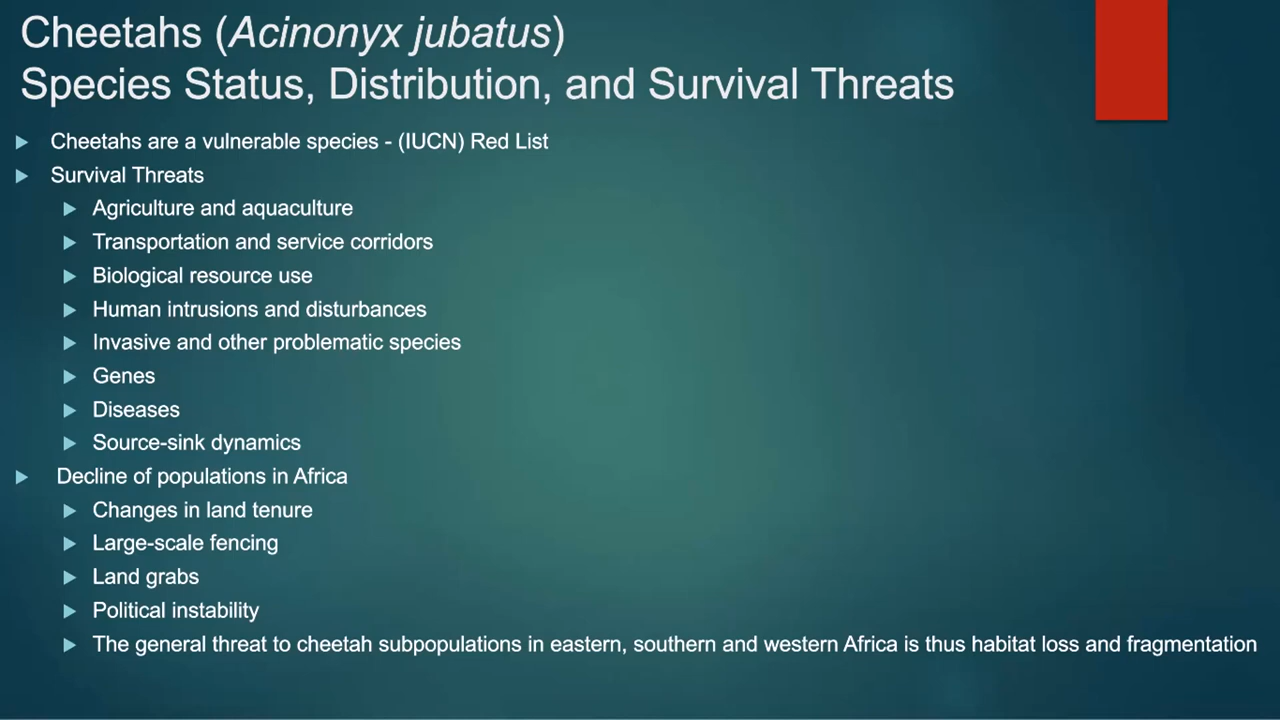 Cheetahs (Acinonyx jubatus)
Species Status, Distribution, and Survival Threats
Cheetahs are a vulnerable species - (IUCN) Red List
Survival Threats
Agriculture and aquaculture
Transportation and service corridors
Biological resource use
Human intrusions and disturbances
Invasive and other problematic species
Genes
Diseases
Source-sink dynamics
Decline of populations in Africa
Changes in land tenure
Large-scale fencing
Land grabs
Political instability
The general threat to cheetah subpopulations in eastern, southern and western Africa is thus habitat loss and fragmentation